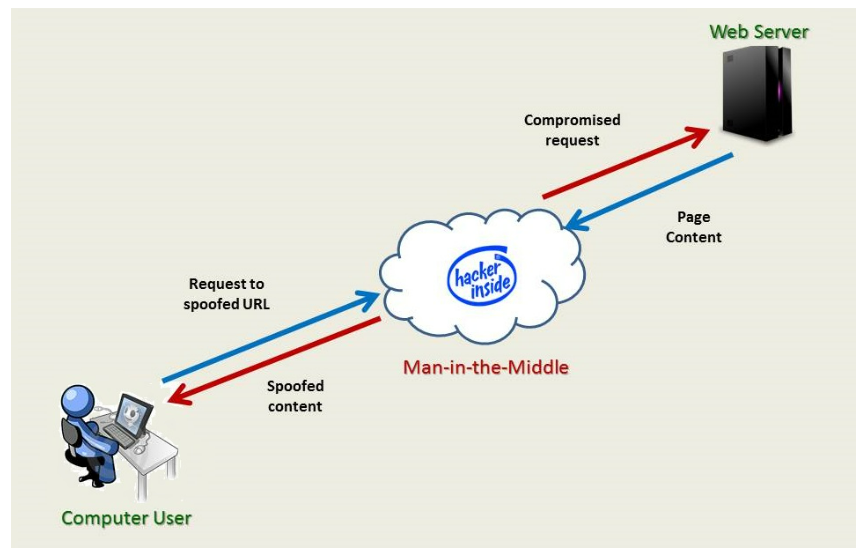 Web Server
Compromised
request
Page
Content
hacker
inside
Request to
spoofed URL
Man-in-the-Middle
Spoofed
content
Computer User